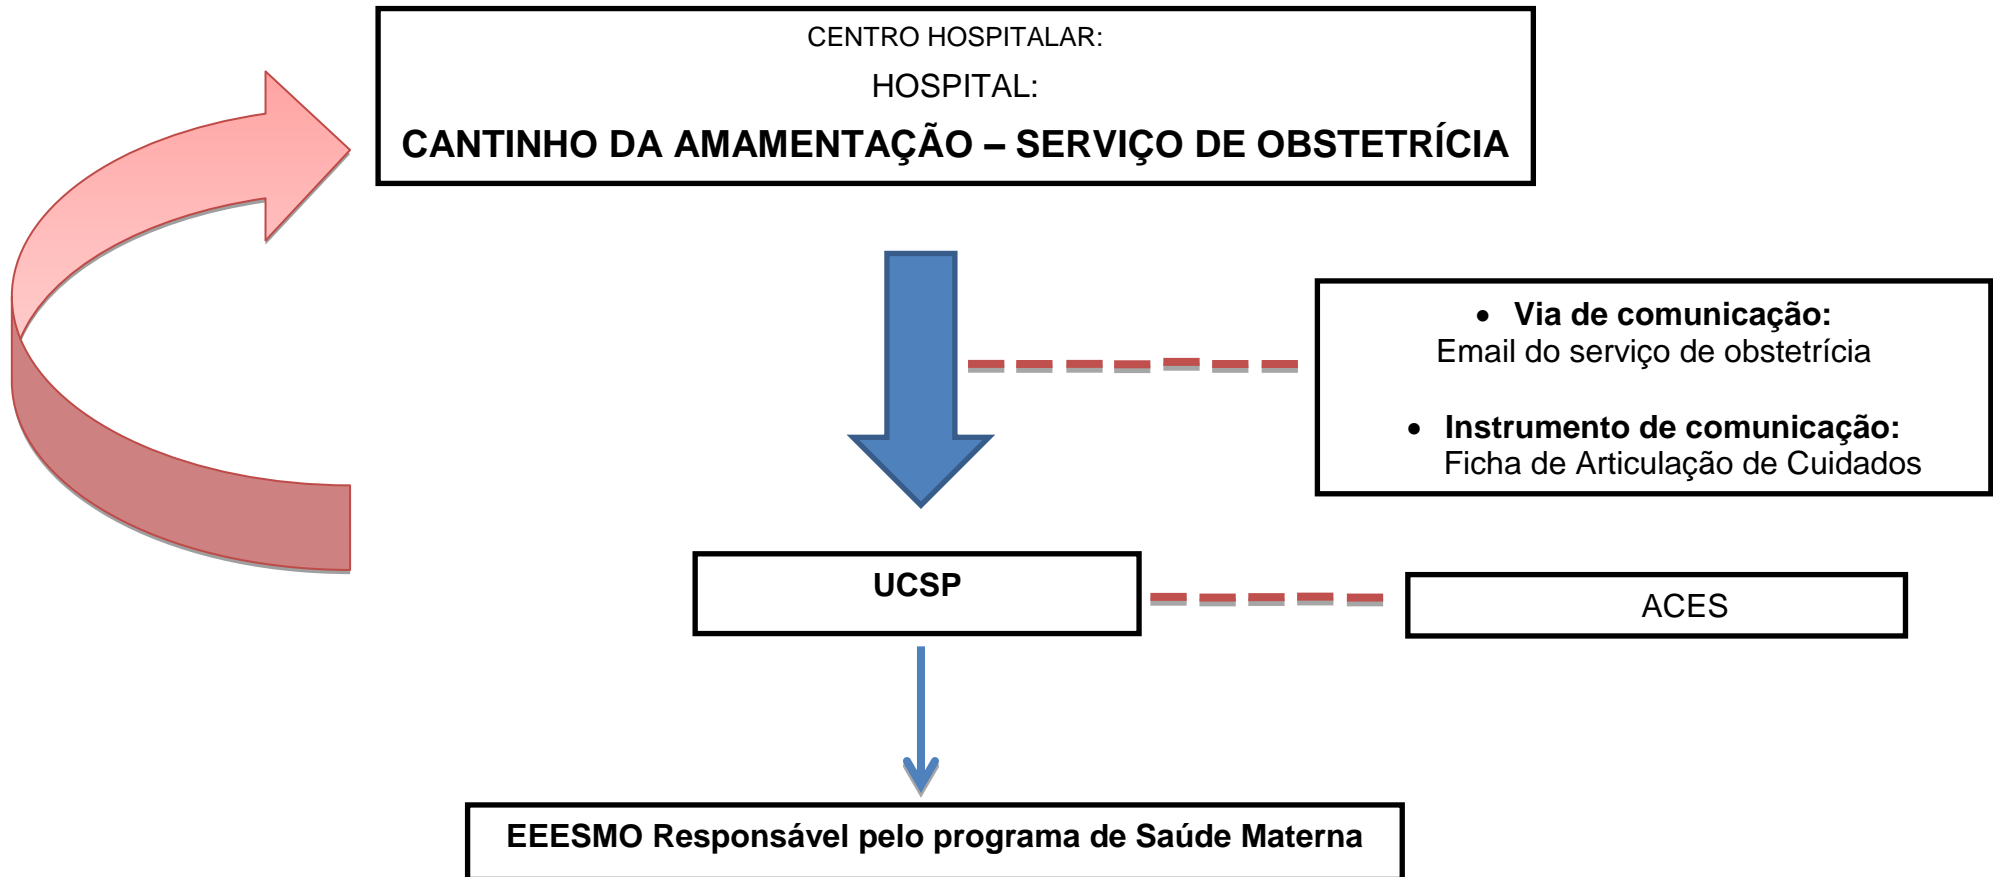 CENTRO HOSPITALAR:
HOSPITAL:
CANTINHO DA AMAMENTAÇÃO – SERVIÇO DE OBSTETRÍCIA
• Via de comunicação:
Email do serviço de obstetrícia
• Instrumento de comunicação:
Ficha de Articulação de Cuidados
UCSP
ACES
EEESMO Responsável pelo programa de Saúde Materna